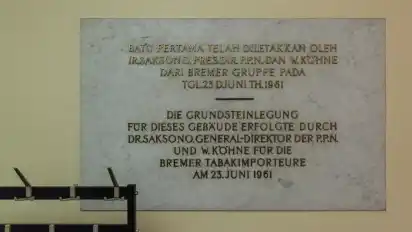 BATU PERTAMA TELAH DILETAKKAN OLEH
IR.SAKSONO, PRES.DIR. P.P.N. DAN W. KÖHNE
DARI BREMER GRUPPE PADA
TGL. 23 DJUNI TH. 1961
DIE GRUNDSTEINLEGUNG
FÜR DIESES GEBÄUDE ERFOLGTE DURCH
DR.SAKSONO, GENERAL-DIREKTOR DER P.P.N.
UND W. KÖHNE FÜR DIE
BREMER TABAKIMPORTEURE
AM 23. JUNI 1961